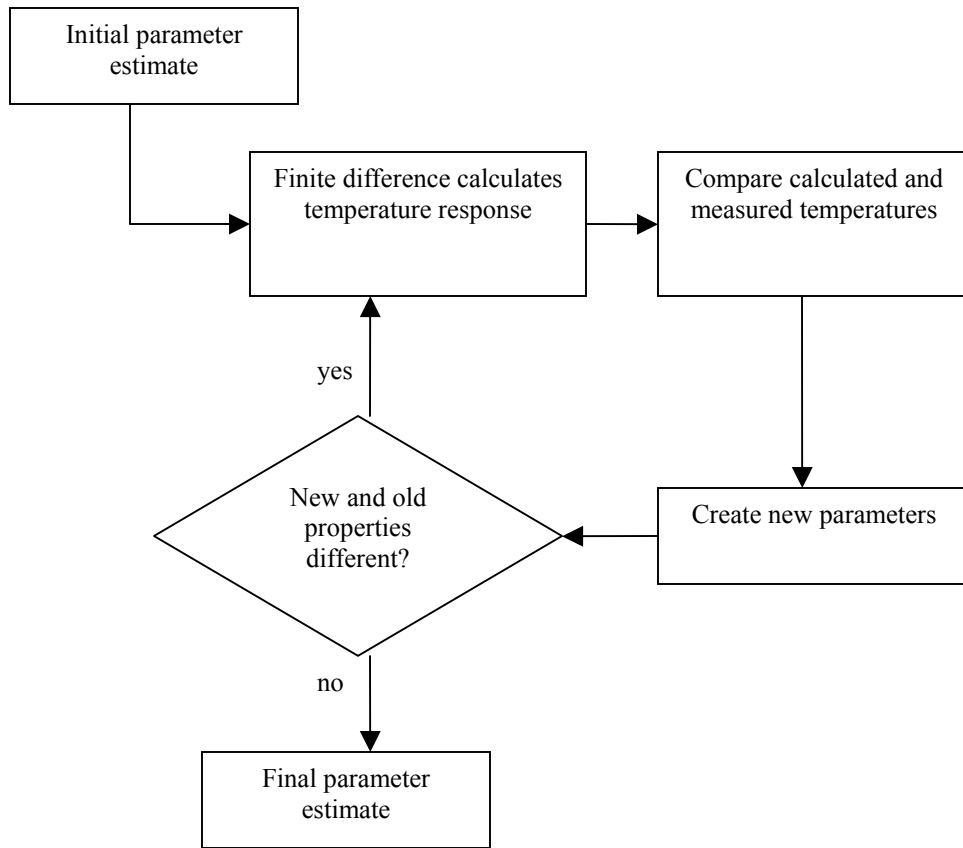 Initial parameter
estimate
Finite difference calculates
temperature response
Compare calculated and
measured temperatures
yes
New and old
properties
different?
Create new parameters
no
Final parameter
estimate